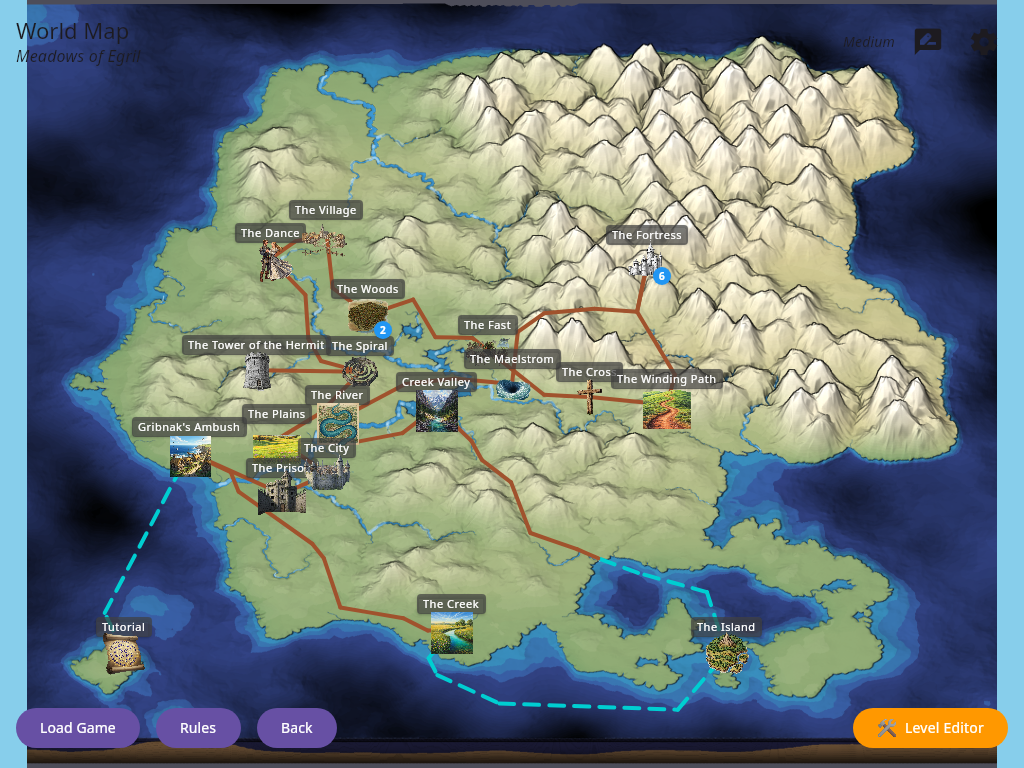 World Map
Meadows of Egril
Medium
The Village
The Dance
The Fortress
6
The Woods
2
The Fast
The Tower of the Hermit
The Spiral
The Maelstrom
The Cros
The Winding Path
Creek Valley
The River
The Plains
Gribnak's Ambush
The City
The Priso
The Creek
Tutorial
The Island
Load Game
Rules
Back
Level Editor